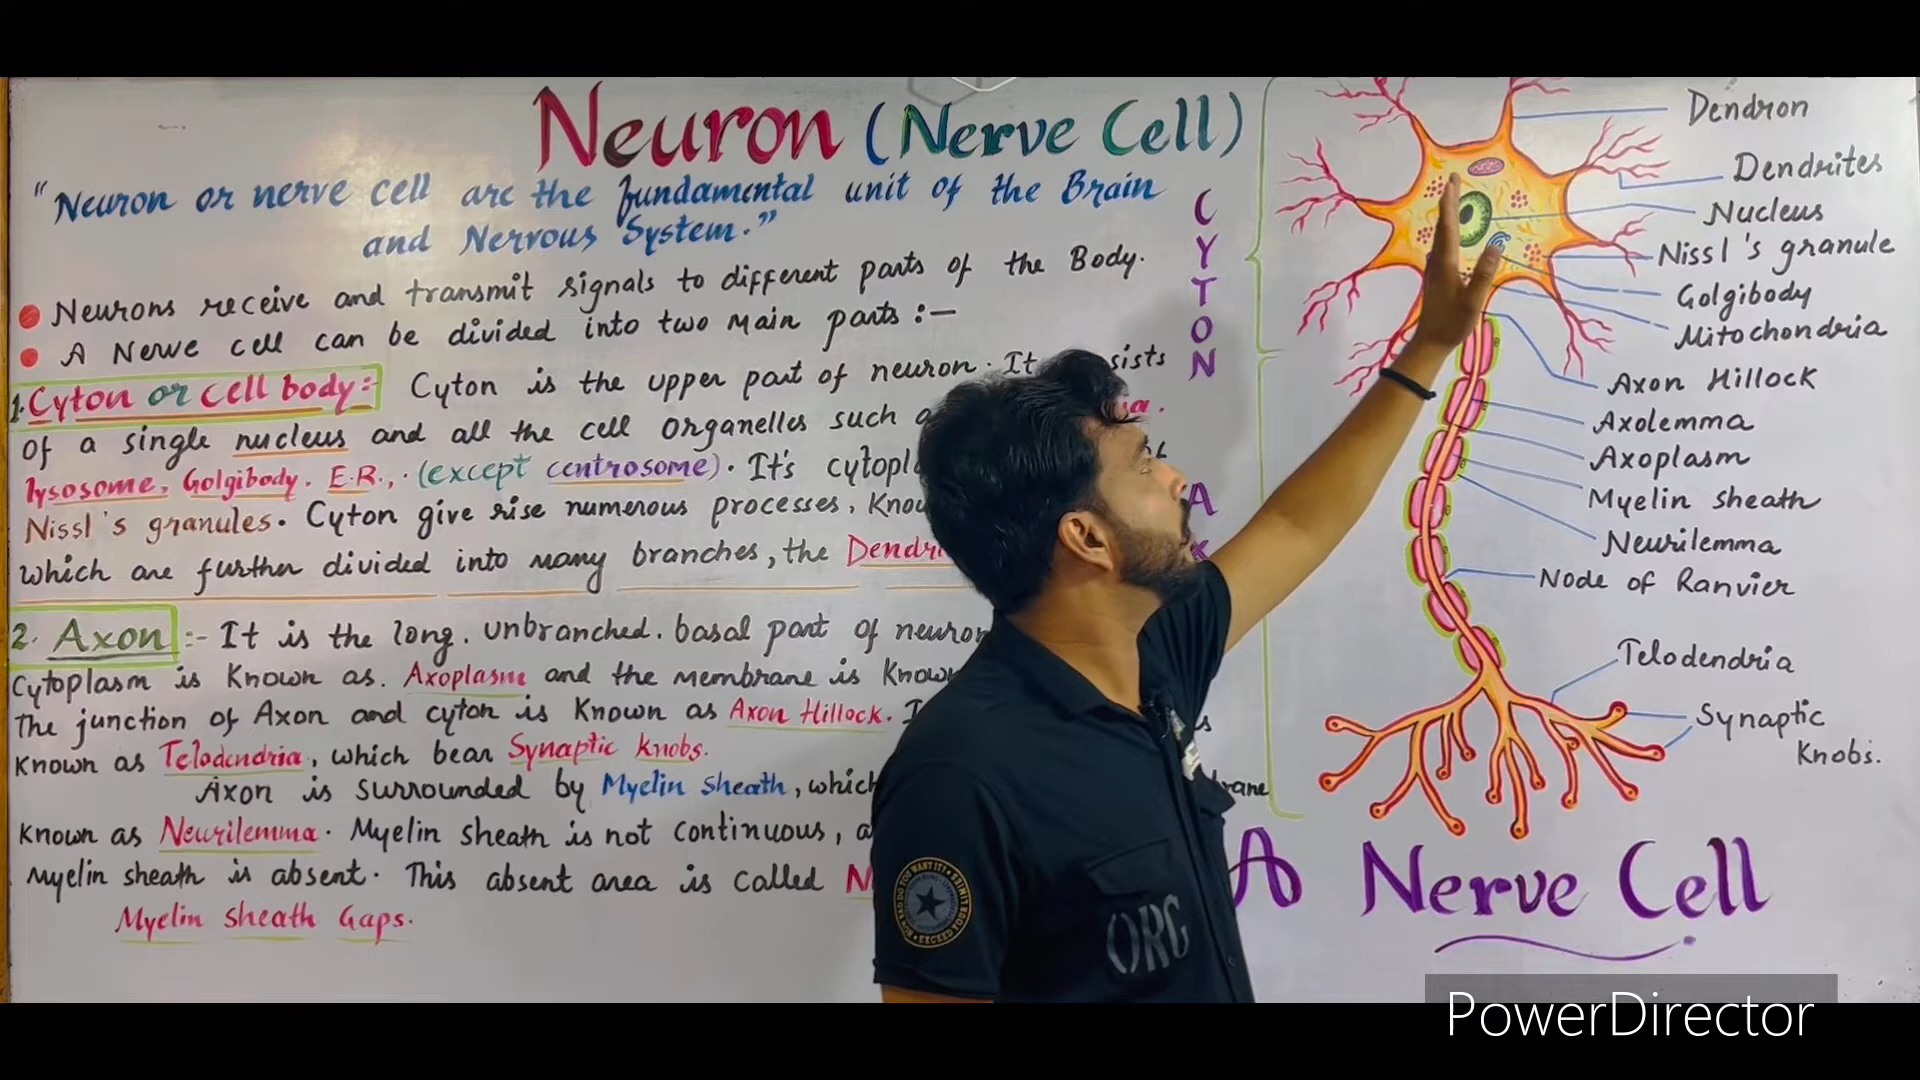 Neuron (Nerve Cell)
"Neuron or nerve cell are the fundamental unit of the Brain
and Nervous System."
Neurons receive and transmit signals to different parts of the Body.
A Nerve cell can be divided into two Main parts :-
1. Cyton or cell body:- Cyton is the upper part of neuron. It sists
of a single nucleus and all the cell organelles such
lysosome, Golgibody. E.R.,. (except centrosome). It's cytopl
Nissl's granules. Cyton give rise numerous processes, Know
which are further divided into many branches, the Dendri
2. Axon :- It is the long. unbranched. basal part of neuron
Cytoplasm is Known as. Axoplasm and the membrane is Know
The junction of Axon and cyton is Known as Axon Hillock. I
Known as Telodendria, which bear Synaptic Knobs.
Axon is surrounded by Myelin sheath, which rane
Known as Neurilemma. Myelin sheath is not continuous, a
Myelin sheath is absent. This absent area is called N
Myelin Sheath Gaps.
CYTON
AX
Dendron
Dendrites
Nucleus
Nissl's granule
Golgibody
Mitochondria
Axon Hillock
Axolemma
Axoplasm
Myelin sheath
Neurilemma
Node of Ranvier
Telodendria
Synaptic
Knobs.
A Nerve Cell
ORG
PowerDirector